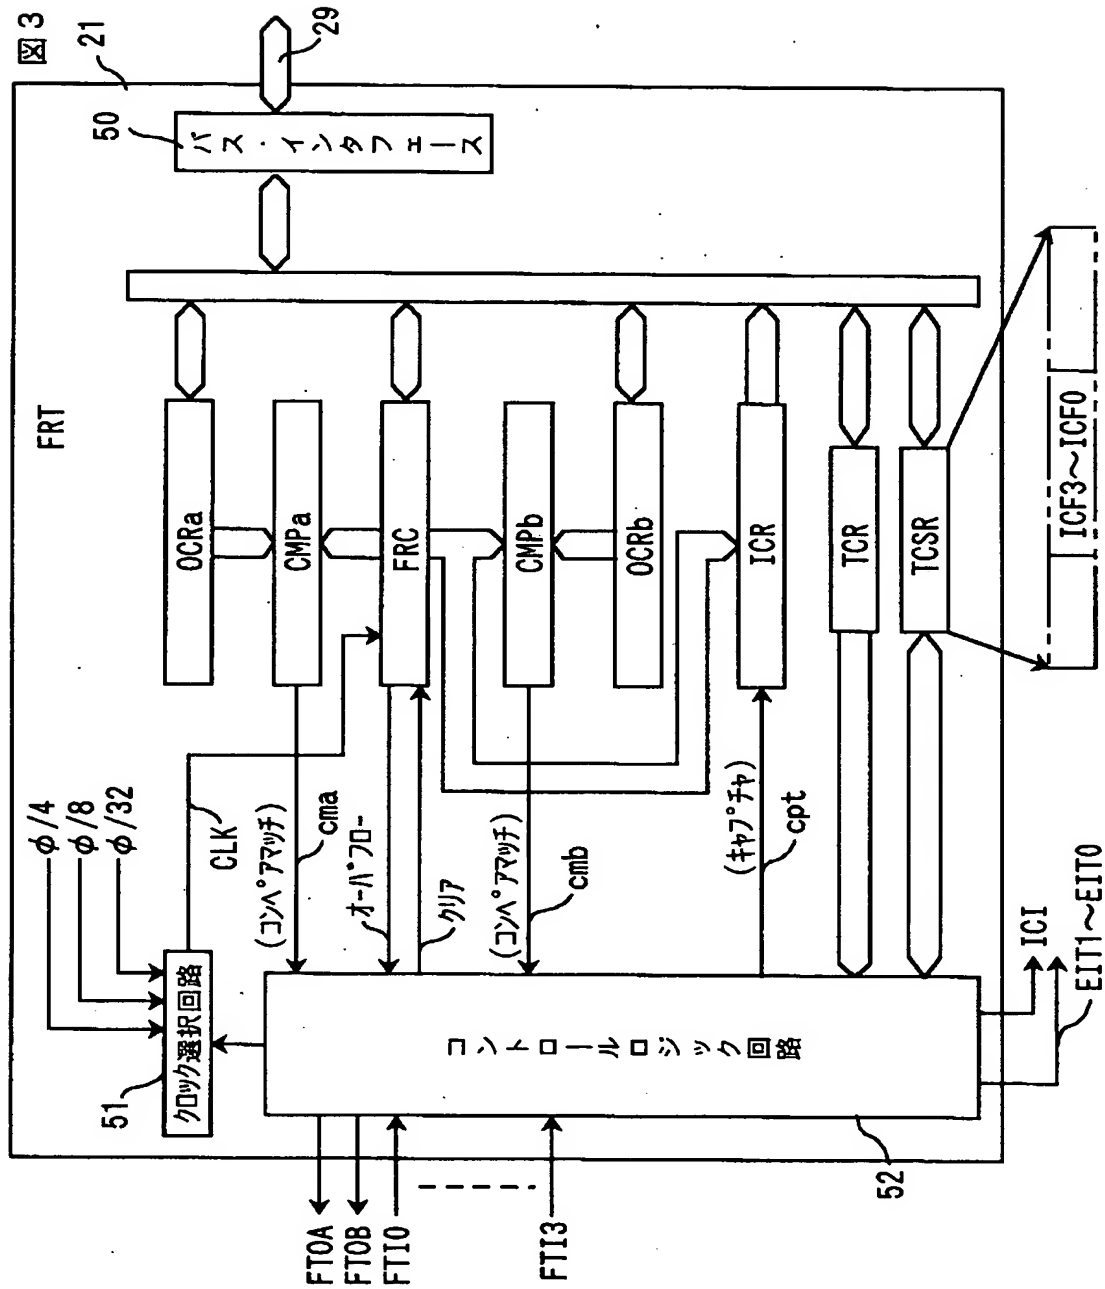 図3
21
29
50
バス・インタフェース
FRT
OCRa
CMPa
FRC
CMPb
OCRb
ICR
TCR
TCSR
ICF3～ICF0
φ/4
φ/8
φ/32
CLK
(コンペアマッチ)
cma
オーバフロー
クリア
(コンペアマッチ)
cmb
(キャプチャ)
cpt
51
クロック選択回路
コントロールロジック回路
52
ICI
EIT1～EIT0
FTOA
FTOB
FTI0
FTI3